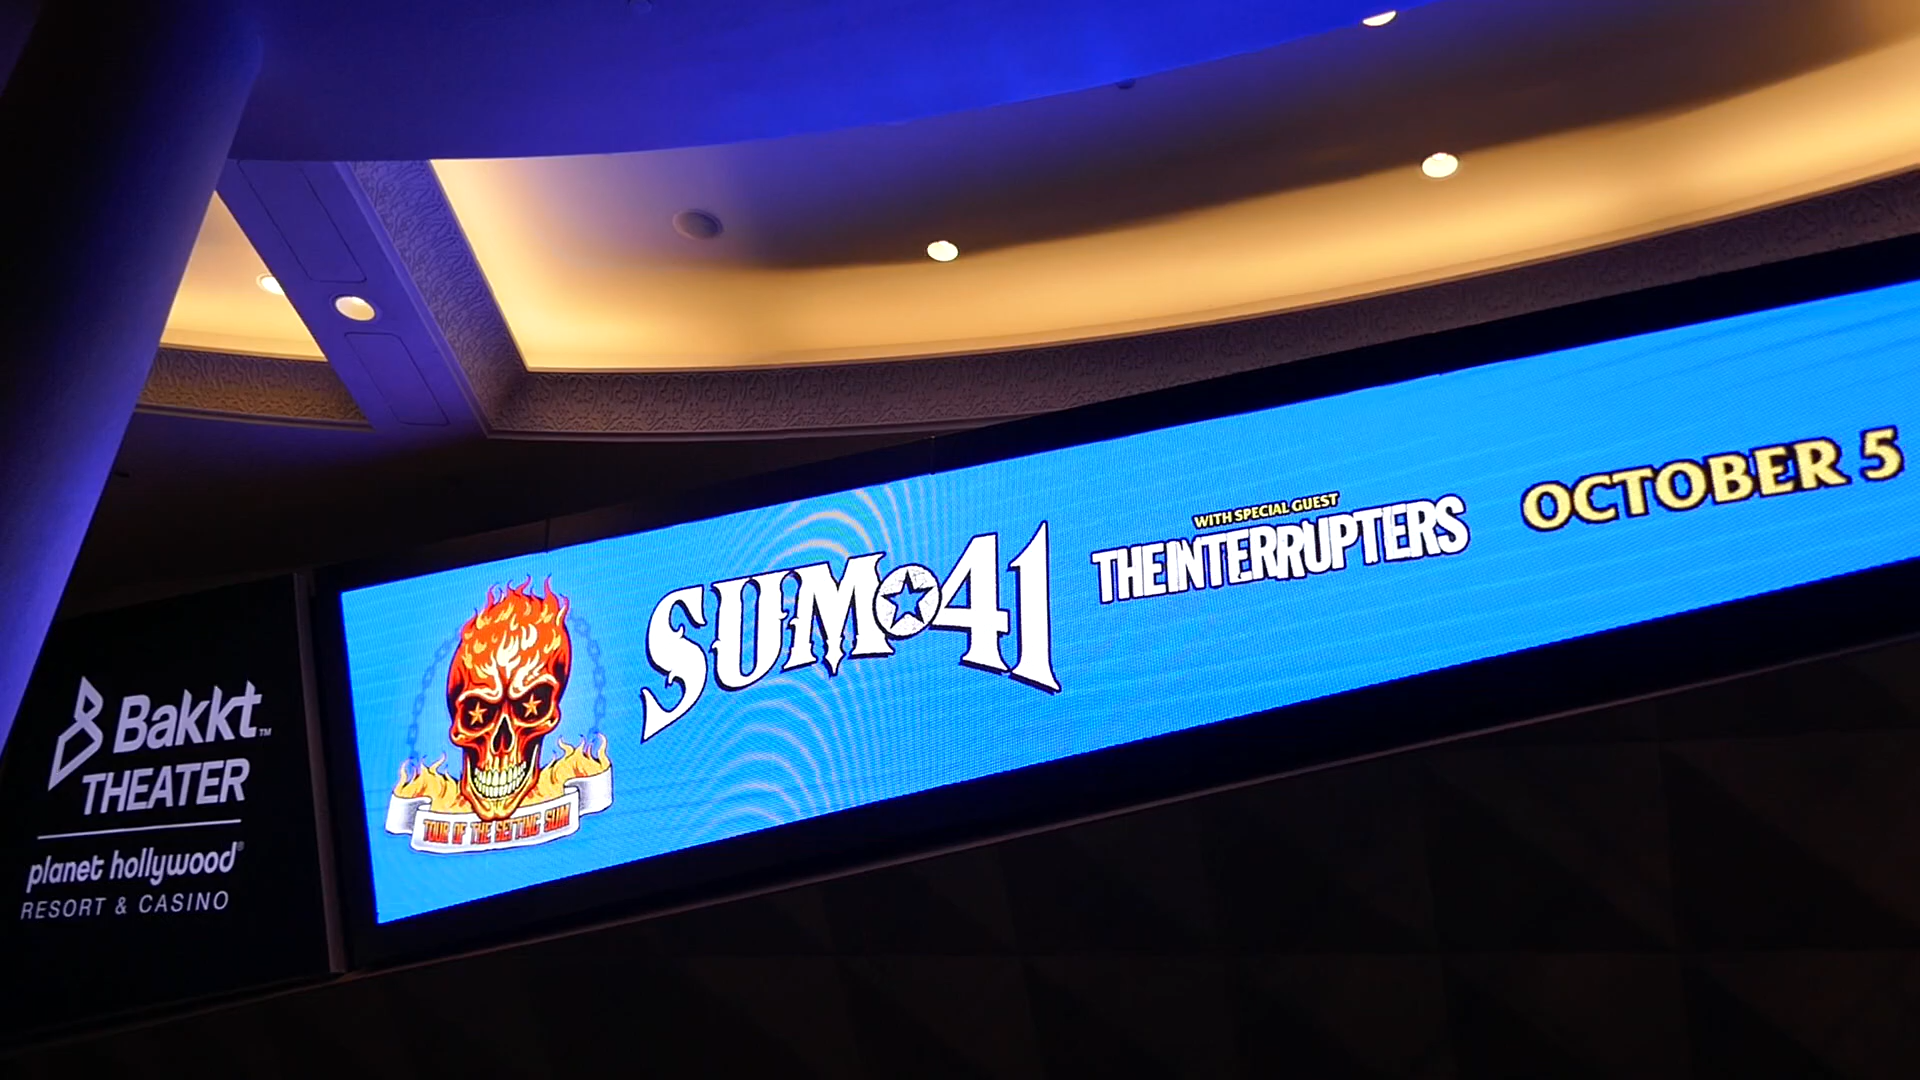 Bakkt™
THEATER
planet hollywood®
RESORT & CASINO
TOUR OF THE SETTING SUM
SUM 41
WITH SPECIAL GUEST
THE INTERRUPTERS
OCTOBER 5